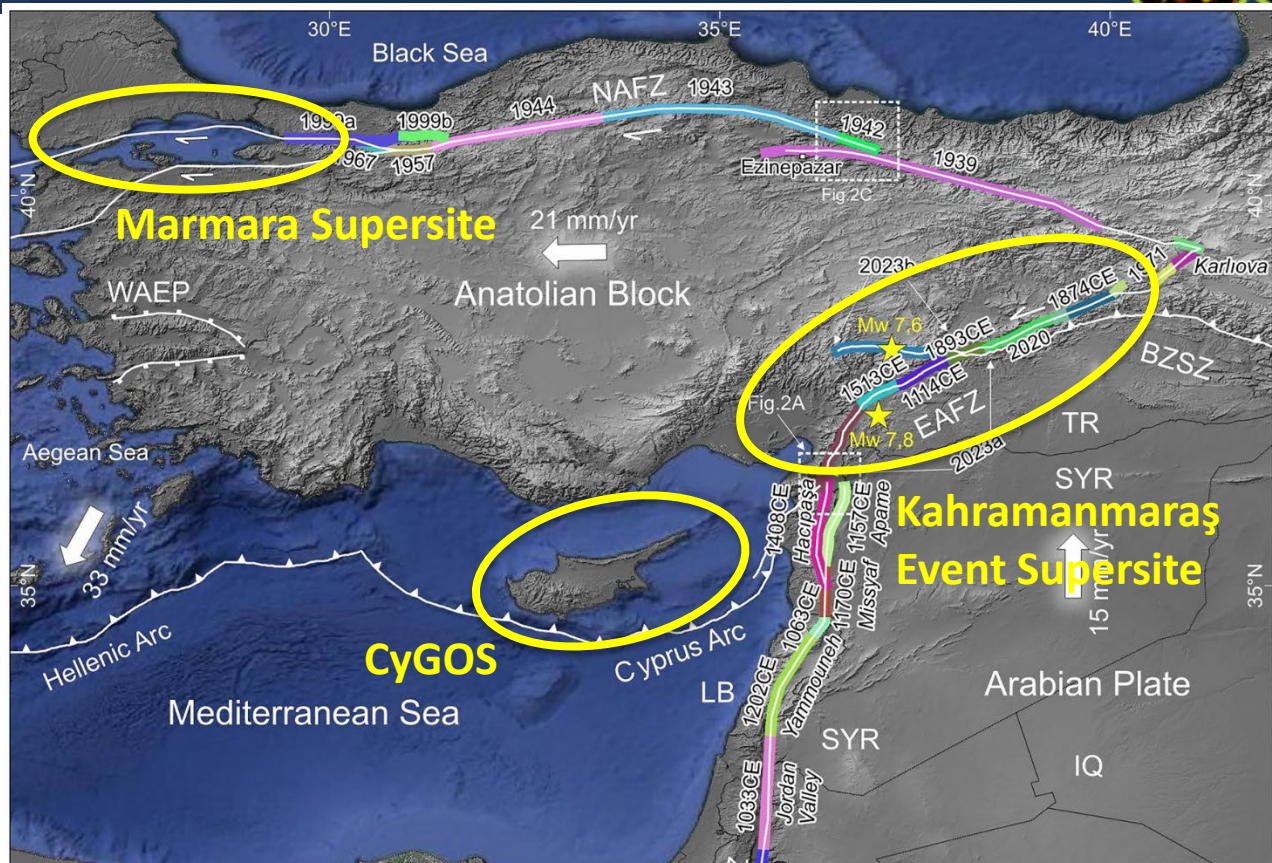 30°E
35°E
40°E
Black Sea
NAFZ
1943
1944
1942
1939
1999a
1999b
1967
1957
Ezinepazar
Fig.2C
40°N
40°N
Marmara Supersite
21 mm/yr
Anatolian Block
WAEP
2023b
1971
Karlıova
1874CE
Mw 7,6
1893CE
2020
BZSZ
1513CE
1114CE
Fig.2A
EAFZ
Mw 7,8
2023a
TR
SYR
Aegean Sea
33 mm/yr
1408CE
Hacıpaşa
1157CE
Apame
Kahramanmaraş
Event Supersite
15 mm/yr
35°N
35°N
1063CE
1170CE
Missyaf
Hellenic Arc
CyGOS
Cyprus Arc
LB
1202CE
Yammouneh
Arabian Plate
Mediterranean Sea
SYR
IQ
1033CE
Jordan
Valley